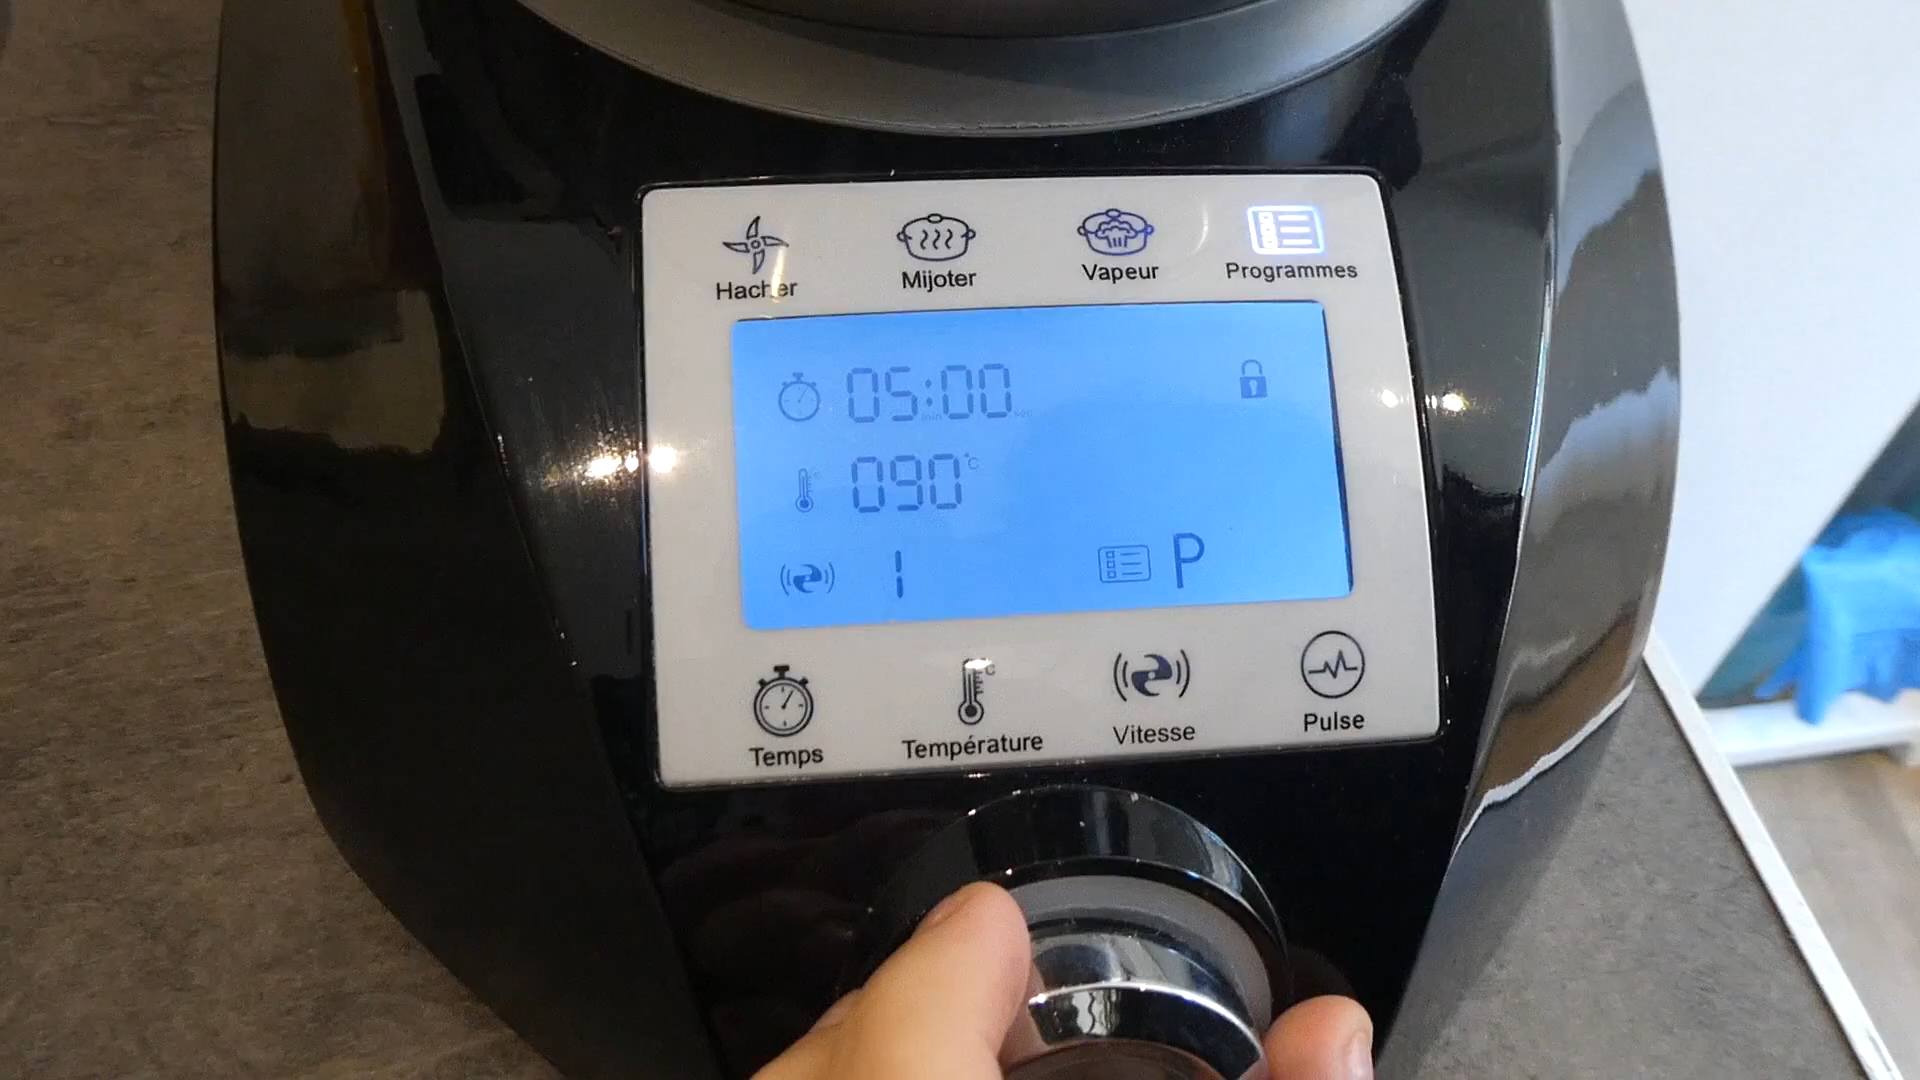 Hacher Mijoter Vapeur Programmes
05:00
090°C
1 P
Temps Température Vitesse Pulse